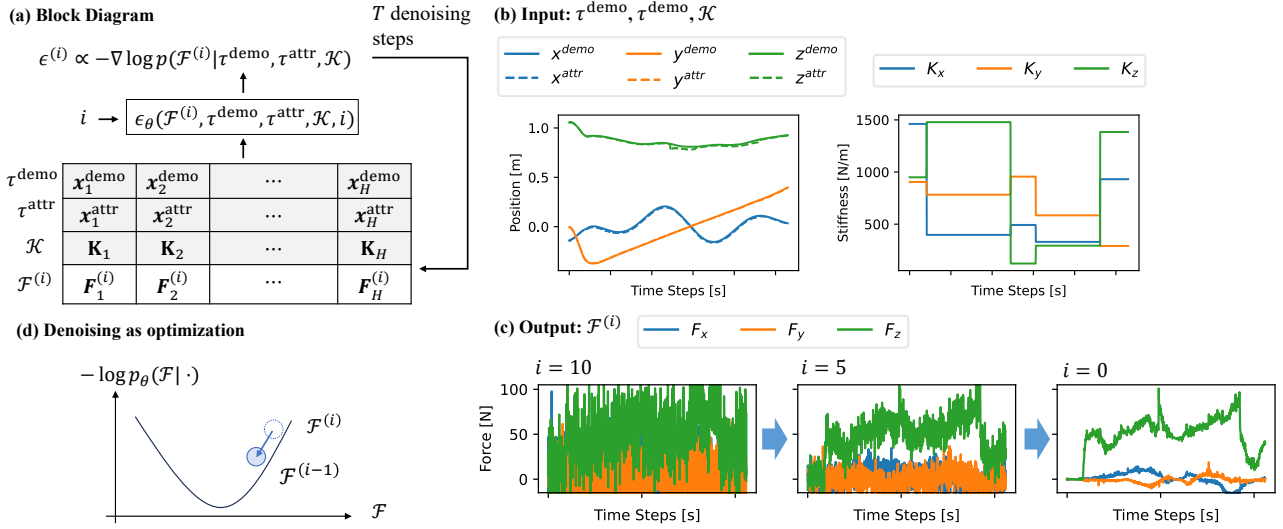 (a) Block Diagram
T denoising
steps
ϵ^(i) ∝ −∇ log p(ℱ^(i)|τ^demo, τ^attr, 𝒦)
i
ϵ_θ(ℱ^(i), τ^demo, τ^attr, 𝒦, i)
τ^demo x_1^demo x_2^demo ⋯ x_H^demo
τ^attr x_1^attr x_2^attr ⋯ x_H^attr
𝒦 K_1 K_2 ⋯ K_H
ℱ^(i) F_1^(i) F_2^(i) ⋯ F_H^(i)
(b) Input: τ^demo, τ^demo, 𝒦
x^demo y^demo z^demo
x^attr y^attr z^attr
K_x K_y K_z
Position [m]
1.0
0.0
Time Steps [s]
Stiffness [N/m]
1500
1000
500
Time Steps [s]
(c) Output: ℱ^(i)
F_x F_y F_z
i = 10
i = 5
i = 0
Force [N]
100
50
0
Time Steps [s]
Time Steps [s]
Time Steps [s]
(d) Denoising as optimization
− log p_θ(ℱ| ·)
ℱ^(i)
ℱ^(i−1)
ℱ